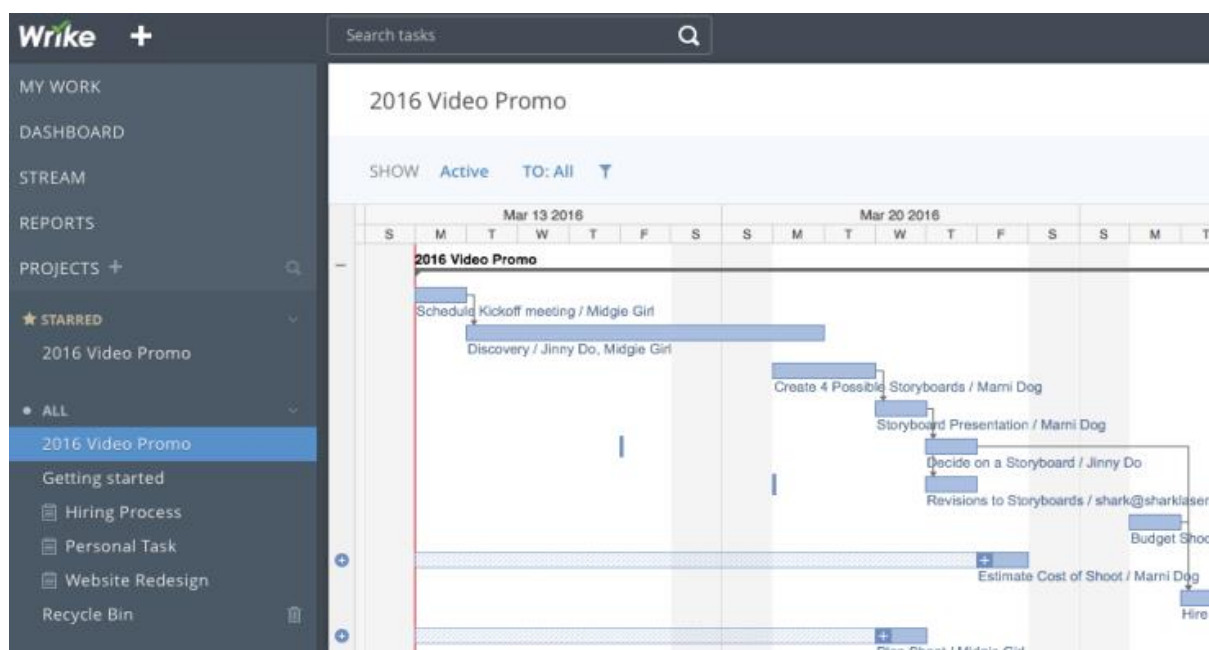 Wrike +
Search tasks
MY WORK
DASHBOARD
STREAM
REPORTS
PROJECTS +
★ STARRED
2016 Video Promo
• ALL
2016 Video Promo
Getting started
Hiring Process
Personal Task
Website Redesign
Recycle Bin
2016 Video Promo
SHOW Active TO: All
Mar 13 2016 Mar 20 2016
S M T W T F S S M T W T F S S M T
2016 Video Promo
Schedule Kickoff meeting / Midgie Girl
Discovery / Jinny Do, Midgie Girl
Create 4 Possible Storyboards / Marni Dog
Storyboard Presentation / Marni Dog
Decide on a Storyboard / Jinny Do
Revisions to Storyboards / shark@sharklaser
Budget Shoo
Estimate Cost of Shoot / Marni Dog
Hire
Plan Shoot / Midgie Girl